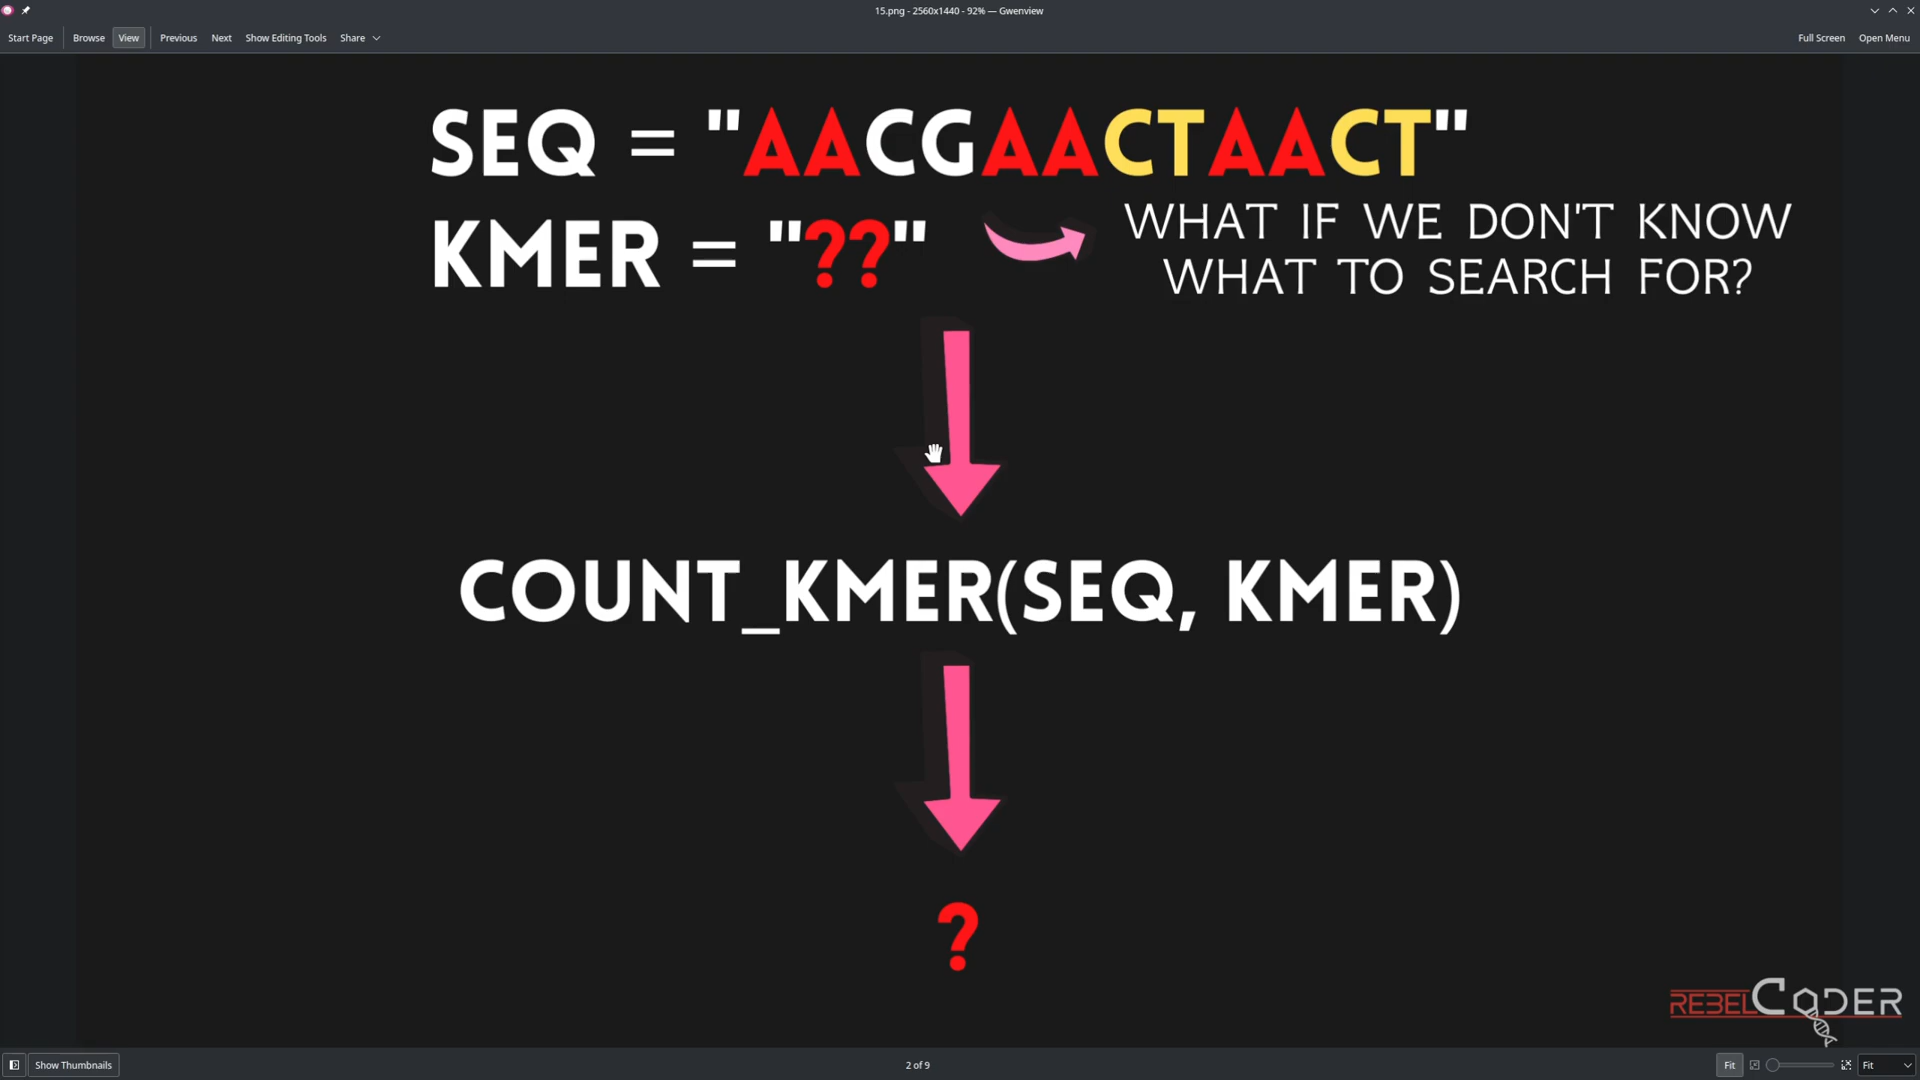 15.png - 2560x1440 - 92% — Gwenview
Start Page Browse View Previous Next Show Editing Tools Share Full Screen Open Menu
SEQ = "AACGAACTAACT"
KMER = "??"
WHAT IF WE DON'T KNOW
WHAT TO SEARCH FOR?
COUNT_KMER(SEQ, KMER)
?
REBELCODER
Show Thumbnails 2 of 9 Fit Fit